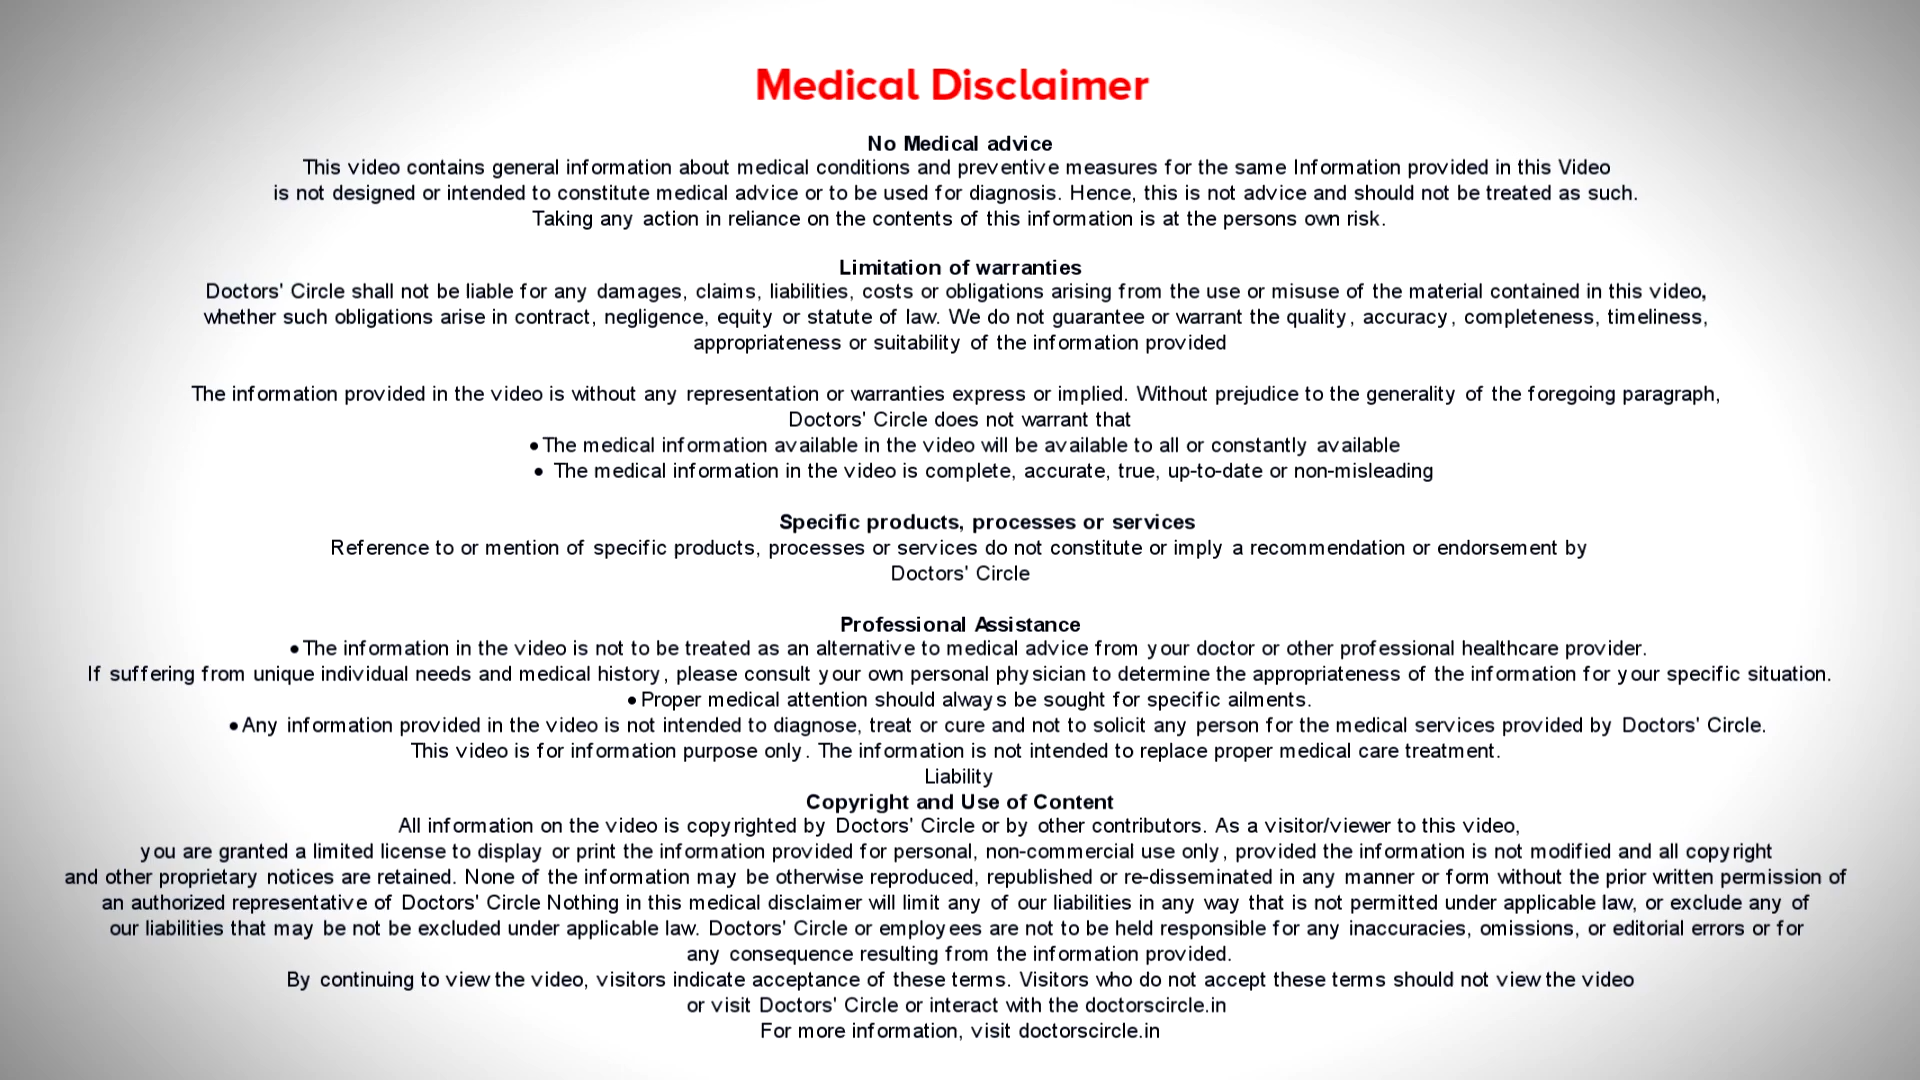 Medical Disclaimer
No Medical advice
This video contains general information about medical conditions and preventive measures for the same Information provided in this Video
is not designed or intended to constitute medical advice or to be used for diagnosis. Hence, this is not advice and should not be treated as such.
Taking any action in reliance on the contents of this information is at the persons own risk.
Limitation of warranties
Doctors' Circle shall not be liable for any damages, claims, liabilities, costs or obligations arising from the use or misuse of the material contained in this video,
whether such obligations arise in contract, negligence, equity or statute of law. We do not guarantee or warrant the quality, accuracy, completeness, timeliness,
appropriateness or suitability of the information provided
The information provided in the video is without any representation or warranties express or implied. Without prejudice to the generality of the foregoing paragraph,
Doctors' Circle does not warrant that
• The medical information available in the video will be available to all or constantly available
• The medical information in the video is complete, accurate, true, up-to-date or non-misleading
Specific products, processes or services
Reference to or mention of specific products, processes or services do not constitute or imply a recommendation or endorsement by
Doctors' Circle
Professional Assistance
• The information in the video is not to be treated as an alternative to medical advice from your doctor or other professional healthcare provider.
If suffering from unique individual needs and medical history, please consult your own personal physician to determine the appropriateness of the information for your specific situation.
• Proper medical attention should always be sought for specific ailments.
• Any information provided in the video is not intended to diagnose, treat or cure and not to solicit any person for the medical services provided by Doctors' Circle.
This video is for information purpose only. The information is not intended to replace proper medical care treatment.
Liability
Copyright and Use of Content
All information on the video is copyrighted by Doctors' Circle or by other contributors. As a visitor/viewer to this video,
you are granted a limited license to display or print the information provided for personal, non-commercial use only, provided the information is not modified and all copyright
and other proprietary notices are retained. None of the information may be otherwise reproduced, republished or re-disseminated in any manner or form without the prior written permission of
an authorized representative of Doctors' Circle Nothing in this medical disclaimer will limit any of our liabilities in any way that is not permitted under applicable law, or exclude any of
our liabilities that may be not be excluded under applicable law. Doctors' Circle or employees are not to be held responsible for any inaccuracies, omissions, or editorial errors or for
any consequence resulting from the information provided.
By continuing to view the video, visitors indicate acceptance of these terms. Visitors who do not accept these terms should not view the video
or visit Doctors' Circle or interact with the doctorscircle.in
For more information, visit doctorscircle.in